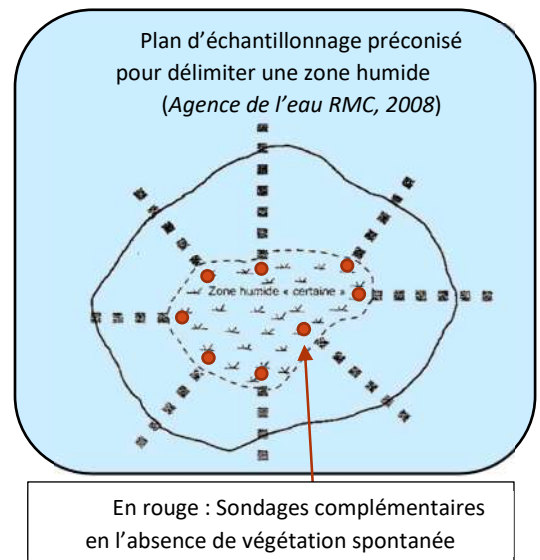 Plan d’échantillonnage préconisé
pour délimiter une zone humide
(Agence de l’eau RMC, 2008)
Zone humide « certaine »
En rouge : Sondages complémentaires
en l’absence de végétation spontanée